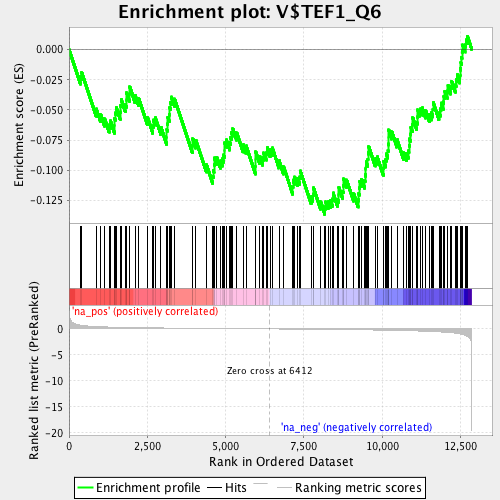 Enrichment plot: V$TEF1_Q6
Enrichment score (ES)
0.000
-0.025
-0.050
-0.075
-0.100
-0.125
'na_pos' (positively correlated)
Ranked list metric (PreRanked)
0
-5
-10
-15
-20
Zero cross at 6412
'na_neg' (negatively correlated)
0
2,500
5,000
7,500
10,000
12,500
Rank in Ordered Dataset
Enrichment profile
Hits
Ranking metric scores